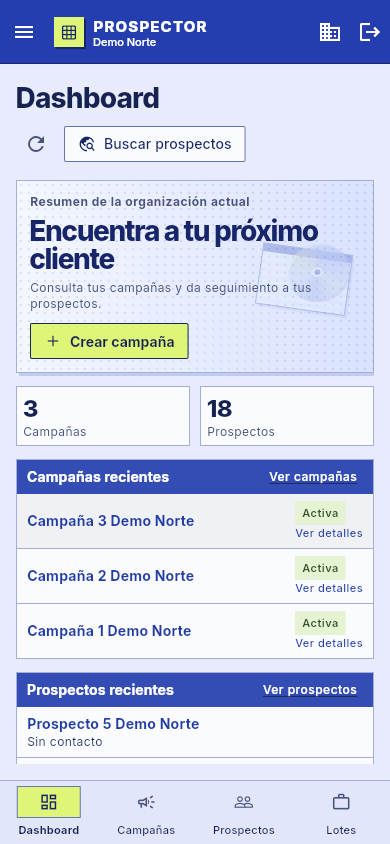 PROSPECTOR
Demo Norte
Dashboard
Buscar prospectos
Resumen de la organización actual
Encuentra a tu próximo
cliente
Consulta tus campañas y da seguimiento a tus
prospectos.
Crear campaña
3
Campañas
18
Prospectos
Campañas recientes
Ver campañas
Campaña 3 Demo Norte
Activa
Ver detalles
Campaña 2 Demo Norte
Activa
Ver detalles
Campaña 1 Demo Norte
Activa
Ver detalles
Prospectos recientes
Ver prospectos
Prospecto 5 Demo Norte
Sin contacto
Dashboard
Campañas
Prospectos
Lotes